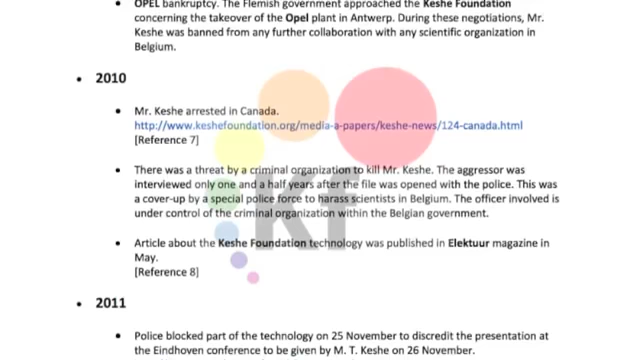 OPEL bankruptcy. The Flemish government approached the Keshe Foundation
concerning the takeover of the Opel plant in Antwerp. During these negotiations, Mr.
Keshe was banned from any further collaboration with any scientific organization in
Belgium.
• 2010
• Mr. Keshe arrested in Canada.
http://www.keshefoundation.org/media-a-papers/keshe-news/124-canada.html
[Reference 7]
• There was a threat by a criminal organization to kill Mr. Keshe. The aggressor was
interviewed only one and a half years after the file was opened with the police. This was
a cover-up by a special police force to harass scientists in Belgium. The officer involved is
under control of the criminal organization within the Belgian government.
• Article about the Keshe Foundation technology was published in Elektuur magazine in
May.
[Reference 8]
Kf
• 2011
• Police blocked part of the technology on 25 November to discredit the presentation at
the Eindhoven conference to be given by M. T. Keshe on 26 November.